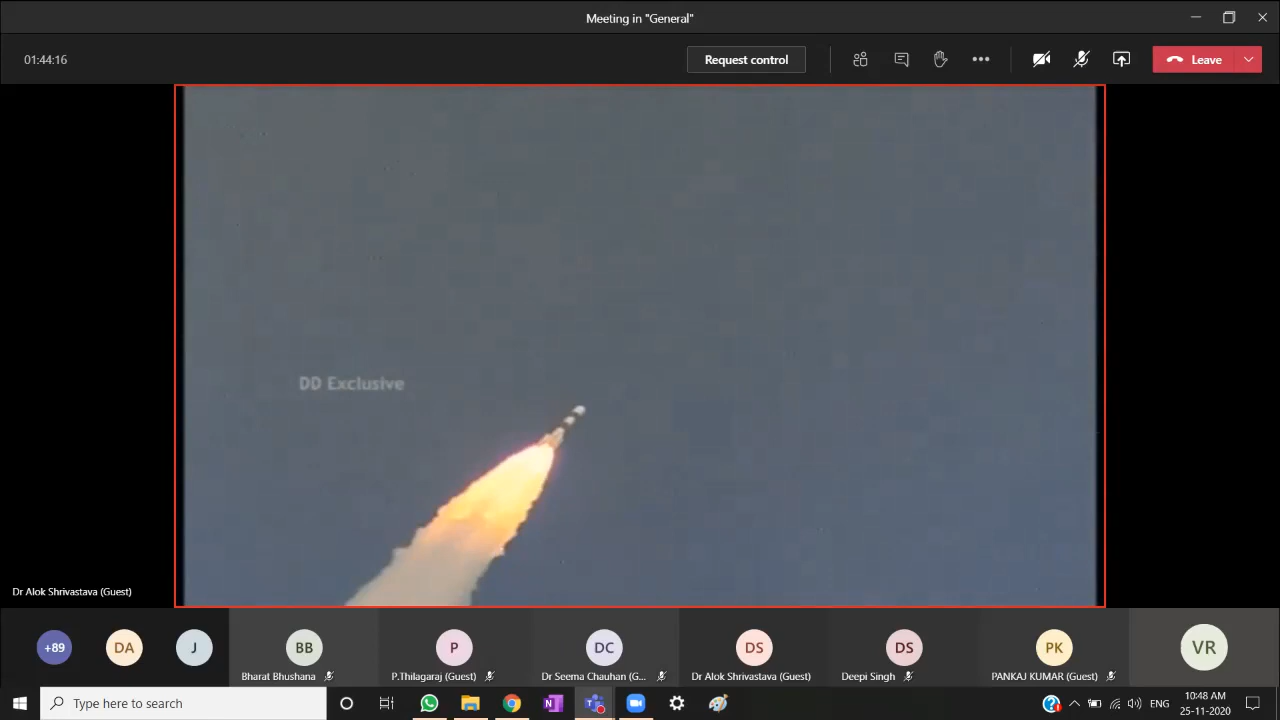 Meeting in "General"
01:44:16
Request control
Leave
DD Exclusive
Dr Alok Shrivastava (Guest)
+89
DA
J
BB
P
DC
DS
DS
PK
VR
Bharat Bhushana
P.Thilagaraj (Guest)
Dr Seema Chauhan (G...
Dr Alok Shrivastava (Guest)
Deepi Singh
PANKAJ KUMAR (Guest)
Type here to search
N
ENG
10:48 AM
25-11-2020